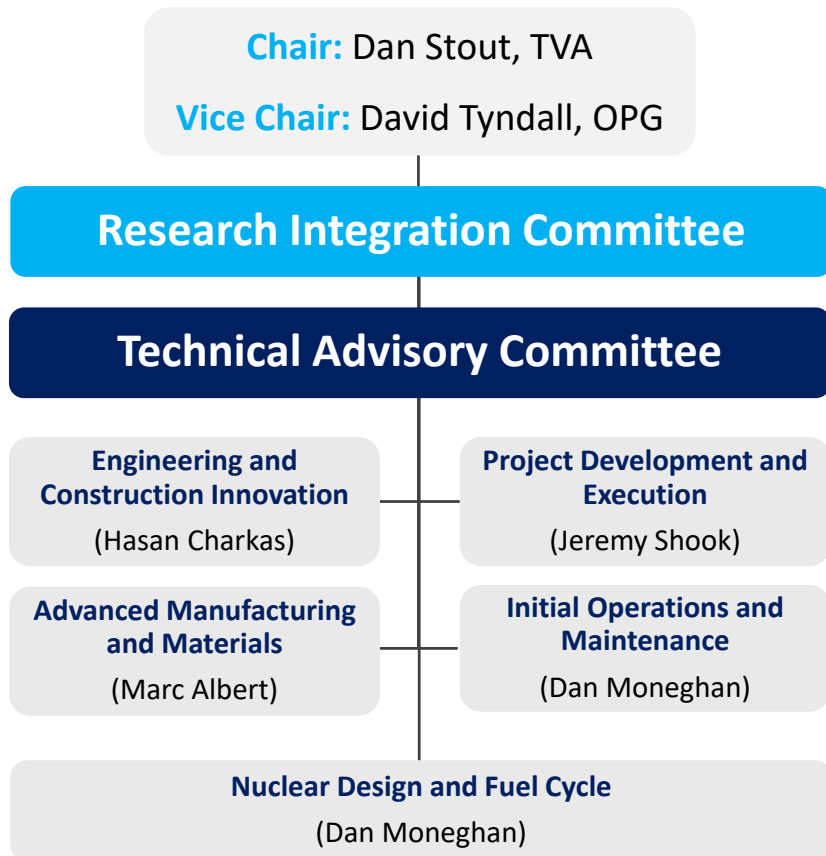 Chair: Dan Stout, TVA
Vice Chair: David Tyndall, OPG
Research Integration Committee
Technical Advisory Committee
Engineering and
Construction Innovation
(Hasan Charkas)
Project Development and
Execution
(Jeremy Shook)
Advanced Manufacturing
and Materials
(Marc Albert)
Initial Operations and
Maintenance
(Dan Moneghan)
Nuclear Design and Fuel Cycle
(Dan Moneghan)